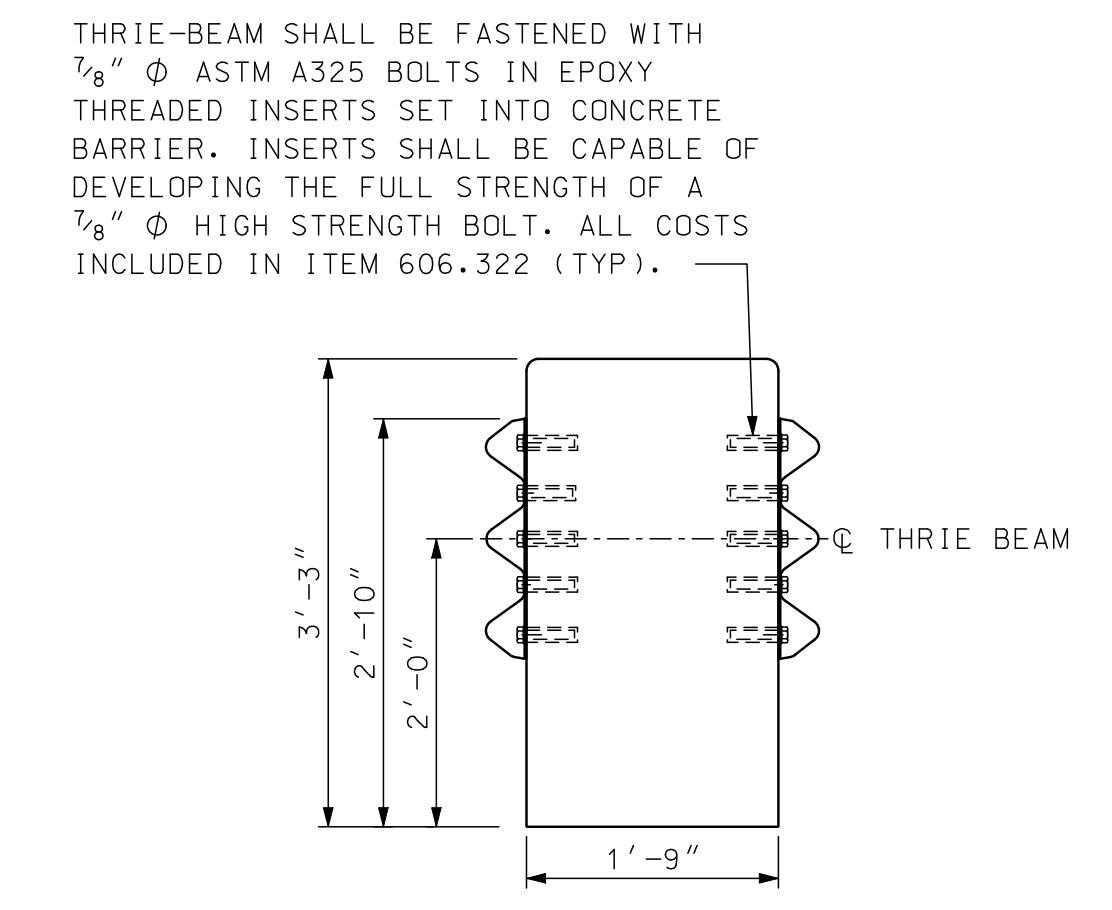 THRIE-BEAM SHALL BE FASTENED WITH
⅞" Ø ASTM A325 BOLTS IN EPOXY
THREADED INSERTS SET INTO CONCRETE
BARRIER. INSERTS SHALL BE CAPABLE OF
DEVELOPING THE FULL STRENGTH OF A
⅞" Ø HIGH STRENGTH BOLT. ALL COSTS
INCLUDED IN ITEM 606.322 (TYP).
3'-3"
2'-10"
2'-0"
℄ THRIE BEAM
1'-9"